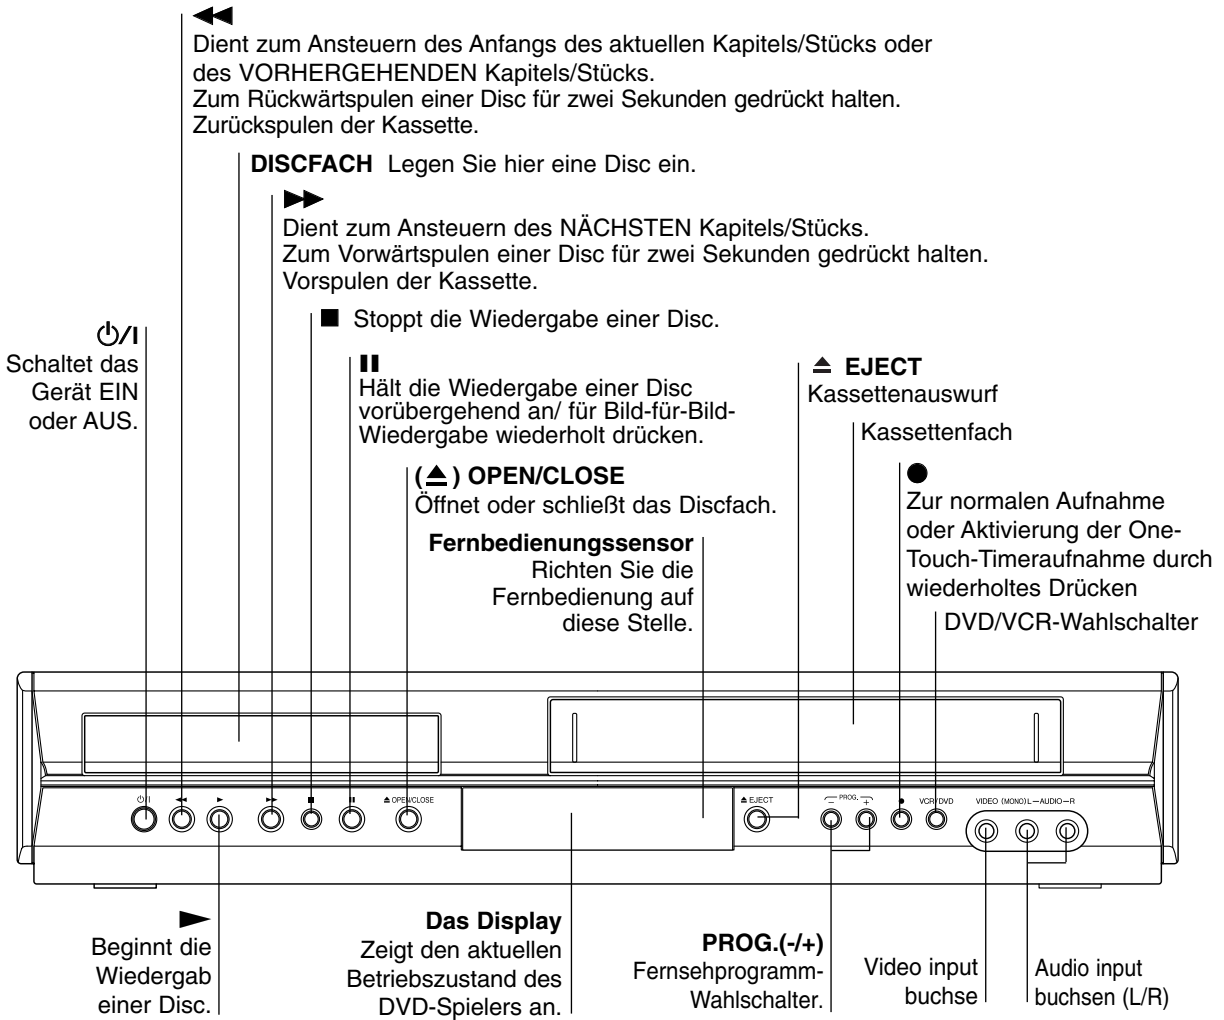 ◀◀
Dient zum Ansteuern des Anfangs des aktuellen Kapitels/Stücks oder
des VORHERGEHENDEN Kapitels/Stücks.
Zum Rückwärtspulen einer Disc für zwei Sekunden gedrückt halten.
Zurückspulen der Kassette.
DISCFACH Legen Sie hier eine Disc ein.
▶▶
Dient zum Ansteuern des NÄCHSTEN Kapitels/Stücks.
Zum Vorwärtspulen einer Disc für zwei Sekunden gedrückt halten.
Vorspulen der Kassette.
■ Stoppt die Wiedergabe einer Disc.
⏻/I
Schaltet das
Gerät EIN
oder AUS.
▮▮
Hält die Wiedergabe einer Disc
vorübergehend an/ für Bild-für-Bild-
Wiedergabe wiederholt drücken.
(⏏) OPEN/CLOSE
Öffnet oder schließt das Discfach.
Fernbedienungssensor
Richten Sie die
Fernbedienung auf
diese Stelle.
⏏ EJECT
Kassettenauswurf
Kassettenfach
●
Zur normalen Aufnahme
oder Aktivierung der One-
Touch-Timeraufnahme durch
wiederholtes Drücken
DVD/VCR-Wahlschalter
⏻/I ◀◀ ▶ ▶▶ ■ ▮▮ ⏏ OPEN/CLOSE ⏏ EJECT − PROG. + ● VCR/DVD VIDEO (MONO) L–AUDIO–R
▶
Beginnt die
Wiedergab
einer Disc.
Das Display
Zeigt den aktuellen
Betriebszustand des
DVD-Spielers an.
PROG.(-/+)
Fernsehprogramm-
Wahlschalter.
Video input
buchse
Audio input
buchsen (L/R)